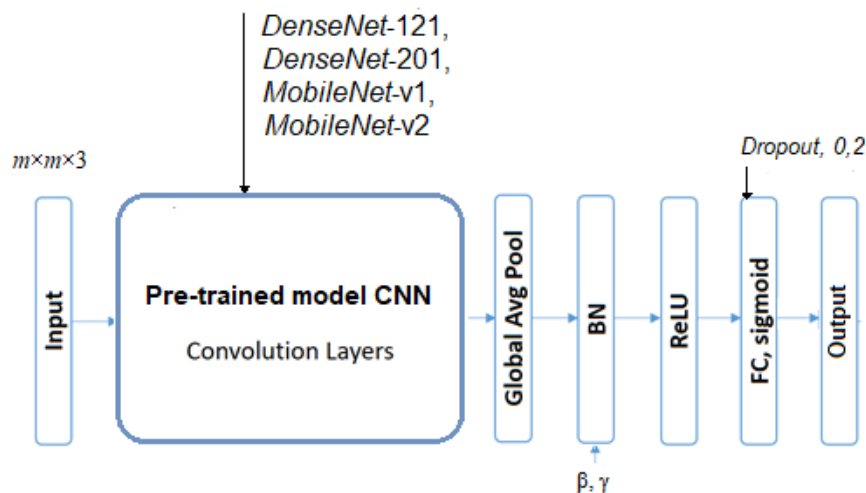 DenseNet-121,
DenseNet-201,
MobileNet-v1,
MobileNet-v2
m×m×3
Dropout, 0,2
Input
Pre-trained model CNN
Convolution Layers
Global Avg Pool
BN
ReLU
FC, sigmoid
Output
β, γ